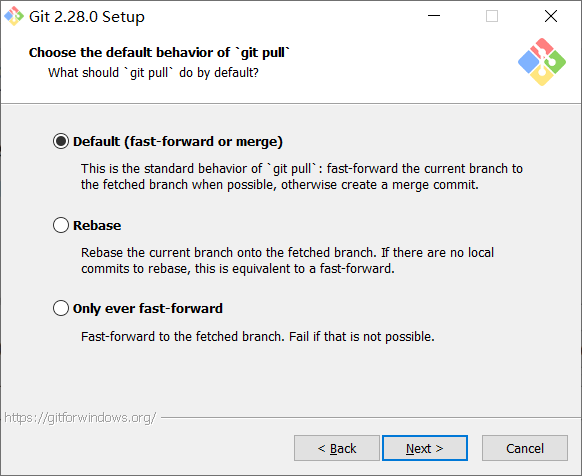 Git 2.28.0 Setup
Choose the default behavior of `git pull`
What should `git pull` do by default?
Default (fast-forward or merge)
This is the standard behavior of `git pull`: fast-forward the current branch to
the fetched branch when possible, otherwise create a merge commit.
Rebase
Rebase the current branch onto the fetched branch. If there are no local
commits to rebase, this is equivalent to a fast-forward.
Only ever fast-forward
Fast-forward to the fetched branch. Fail if that is not possible.
https://gitforwindows.org/
< Back
Next >
Cancel